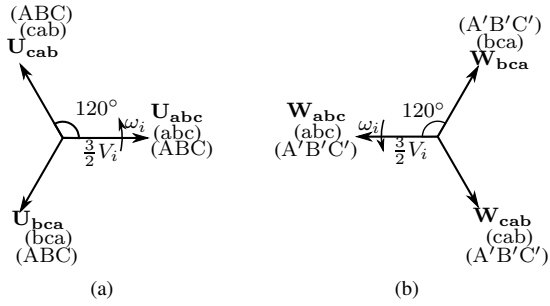 (ABC)
(cab)
U_cab
120°
ω_i
U_abc
(abc)
(ABC)
3/2 V_i
U_bca
(bca)
(ABC)
(a)
(A′B′C′)
(bca)
W_bca
W_abc
(abc)
(A′B′C′)
ω_i
120°
3/2 V_i
W_cab
(cab)
(A′B′C′)
(b)